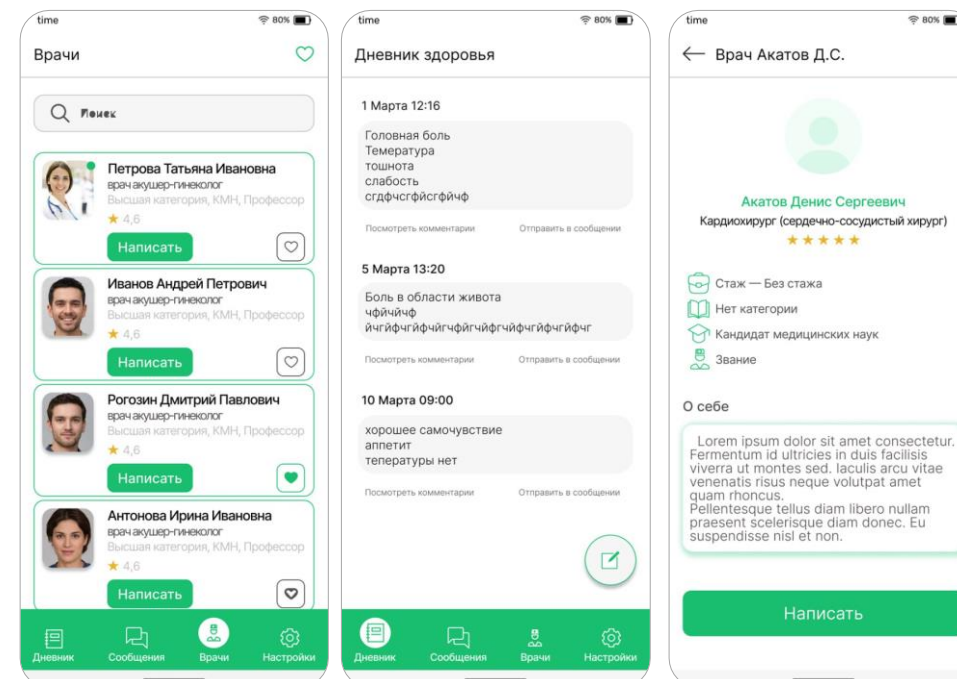 time 80%
Врачи
Поиск
Петрова Татьяна Ивановна
врач акушер-гинеколог
Высшая категория, КМН, Профессор
4,6
Написать
Иванов Андрей Петрович
врач акушер-гинеколог
Высшая категория, КМН, Профессор
4,6
Написать
Рогозин Дмитрий Павлович
врач акушер-гинеколог
Высшая категория, КМН, Профессор
4,6
Написать
Антонова Ирина Ивановна
врач акушер-гинеколог
Высшая категория, КМН, Профессор
4,6
Написать
Дневник Сообщения Врачи Настройки
time 80%
Дневник здоровья
1 Марта 12:16
Головная боль
Темература
тошнота
слабость
сгдфчсгфйсгфйчф
Посмотреть комментарии Отправить в сообщении
5 Марта 13:20
Боль в области живота
чфйчйчф
Посмотреть комментарии Отправить в сообщении
10 Марта 09:00
хорошее самочувствие
аппетит
тепературы нет
Посмотреть комментарии Отправить в сообщении
Дневник Сообщения Врачи Настройки
time 80%
Врач Акатов Д.С.
Акатов Денис Сергеевич
Кардиохирург (сердечно-сосудистый хирург)
Стаж — Без стажа
Нет категории
Кандидат медицинских наук
Звание
О себе
Lorem ipsum dolor sit amet consectetur.
Fermentum id ultricies in duis facilisis
viverra ut montes sed. Iaculis arcu vitae
venenatis risus neque volutpat amet
quam rhoncus.
Pellentesque tellus diam libero nullam
praesent scelerisque diam donec. Eu
suspendisse nisl et non.
Написать